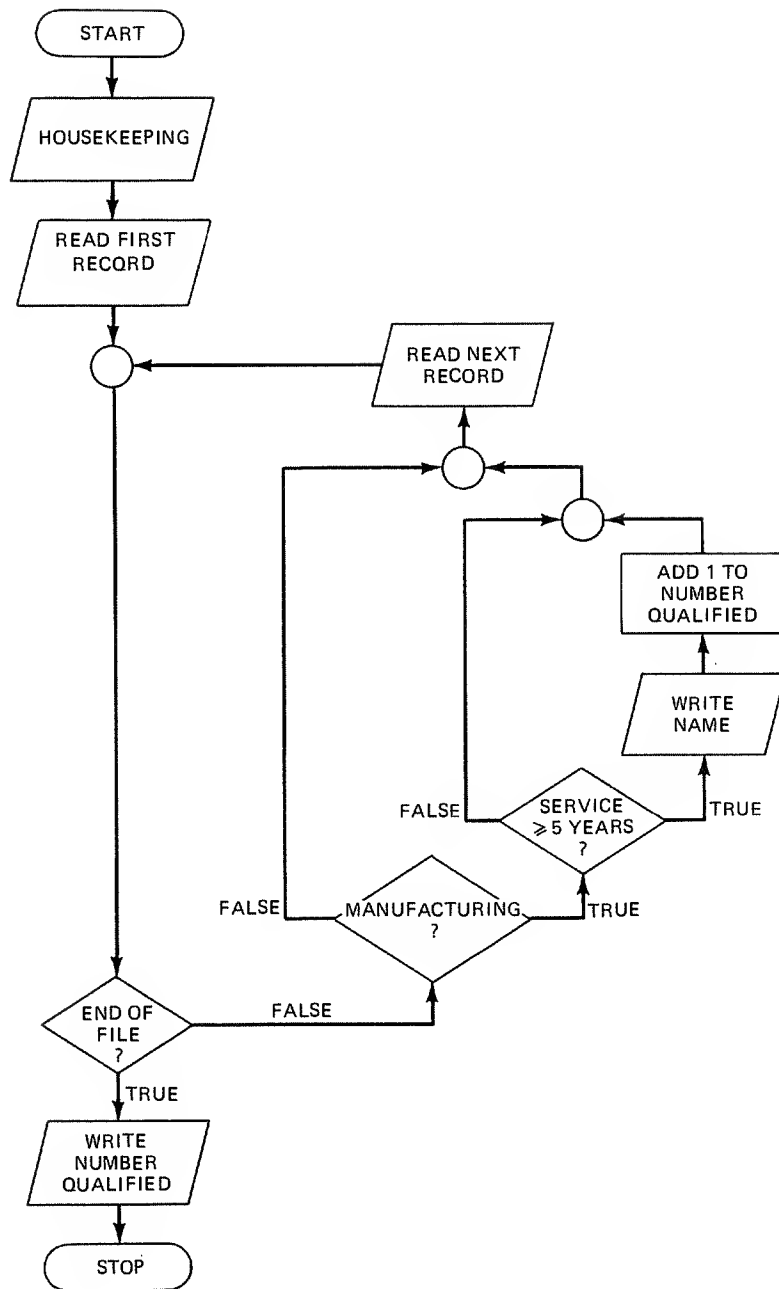 START
HOUSEKEEPING
READ FIRST
RECORD
READ NEXT
RECORD
ADD 1 TO
NUMBER
QUALIFIED
WRITE
NAME
FALSE
SERVICE
⩾ 5 YEARS
?
TRUE
FALSE
MANUFACTURING
?
TRUE
END OF
FILE
?
FALSE
TRUE
WRITE
NUMBER
QUALIFIED
STOP